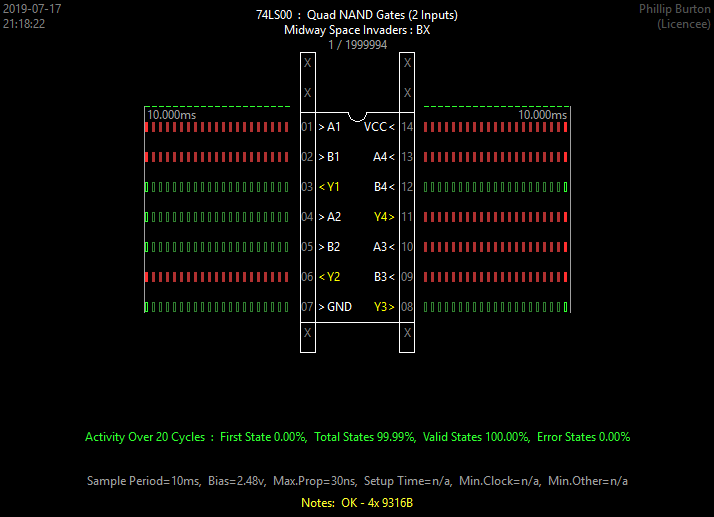 2019-07-17
21:18:22
74LS00 : Quad NAND Gates (2 Inputs)
Midway Space Invaders : BX
1 / 1999994
Phillip Burton
(Licencee)
X X
X X
10.000ms 10.000ms
01 >A1 VCC< 14
02 >B1 A4< 13
03 <Y1 B4< 12
04 >A2 Y4> 11
05 >B2 A3< 10
06 <Y2 B3< 09
07 >GND Y3> 08
X X
Activity Over 20 Cycles : First State 0.00%, Total States 99.99%, Valid States 100.00%, Error States 0.00%
Sample Period=10ms, Bias=2.48v, Max.Prop=30ns, Setup Time=n/a, Min.Clock=n/a, Min.Other=n/a
Notes: OK - 4x 9316B